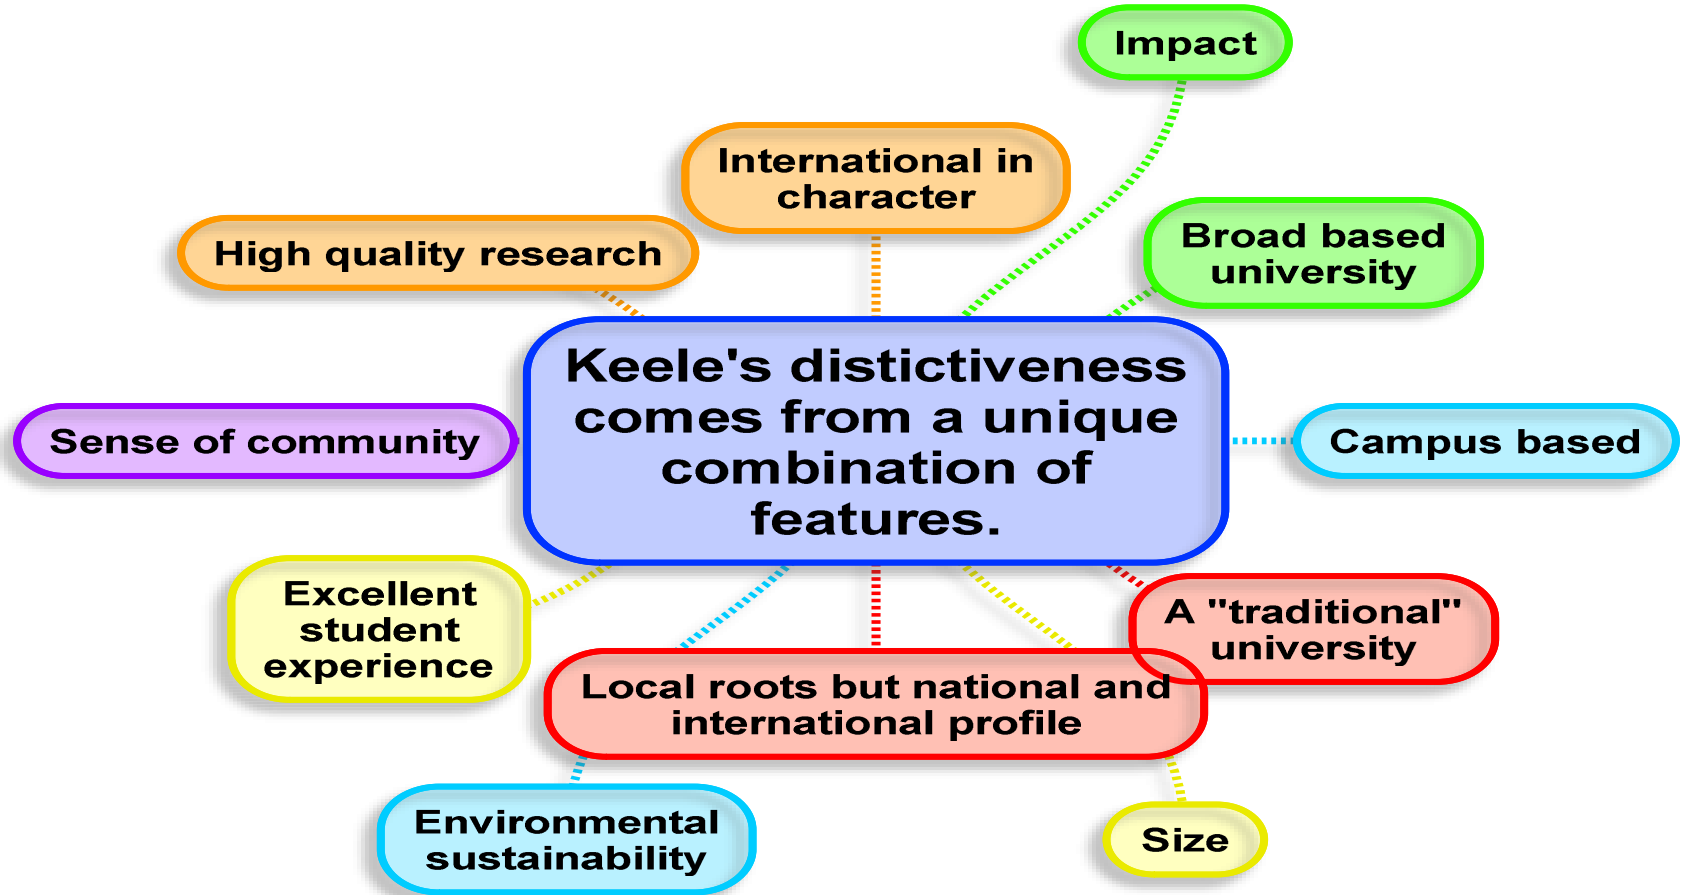 Impact
International in
character
Broad based
university
High quality research
Keele's distictiveness
comes from a unique
combination of
features.
Sense of community
Campus based
Excellent
student
experience
A "traditional"
university
Local roots but national and
international profile
Environmental
sustainability
Size